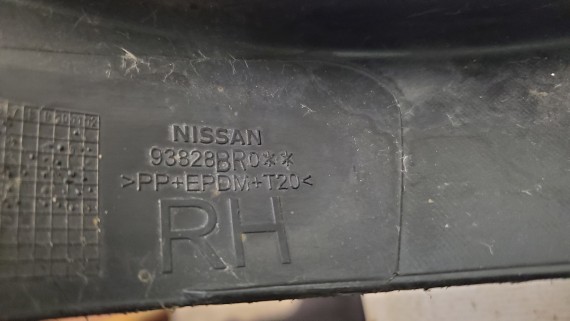 NISSAN
93828BR0**
>PP+EPDM+T20<
RH